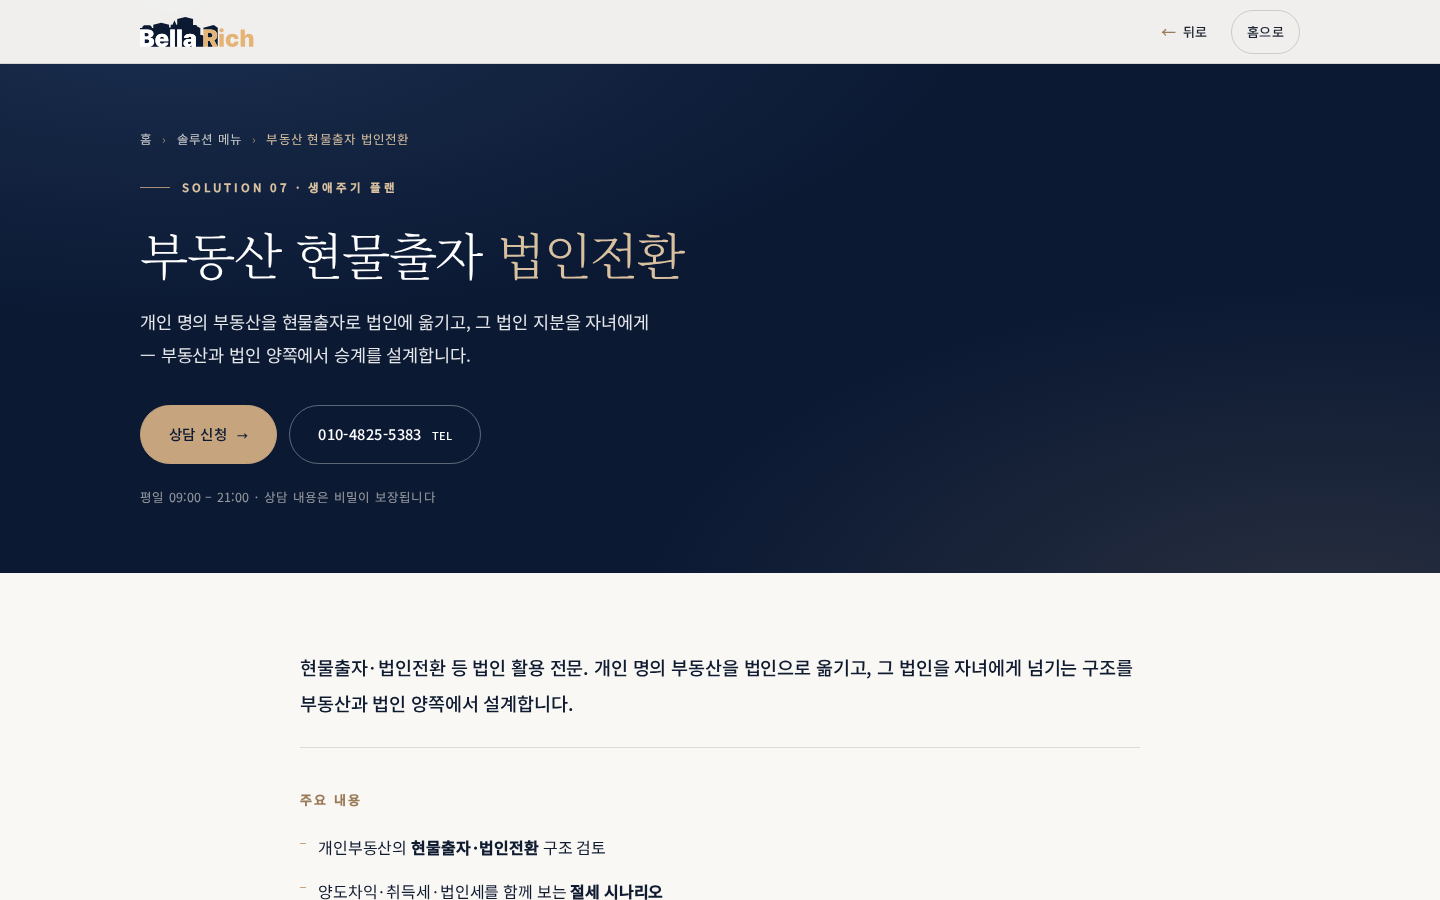 Bella Rich
← 뒤로
홈으로
홈 › 솔루션 메뉴 › 부동산 현물출자 법인전환
SOLUTION 07 · 생애주기 플랜
부동산 현물출자 법인전환
개인 명의 부동산을 현물출자로 법인에 옮기고, 그 법인 지분을 자녀에게
— 부동산과 법인 양쪽에서 승계를 설계합니다.
상담 신청 →
010-4825-5383 TEL
평일 09:00 – 21:00 · 상담 내용은 비밀이 보장됩니다
현물출자·법인전환 등 법인 활용 전문. 개인 명의 부동산을 법인으로 옮기고, 그 법인을 자녀에게 넘기는 구조를
부동산과 법인 양쪽에서 설계합니다.
주요 내용
– 개인부동산의 현물출자·법인전환 구조 검토
– 양도차익·취득세·법인세를 함께 보는 절세 시나리오